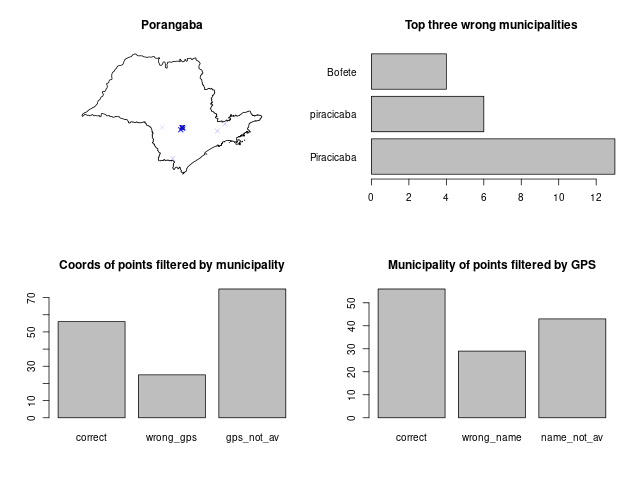 Porangaba
Top three wrong municipalities
Bofete
piracicaba
Piracicaba
0 2 4 6 8 10 12
Coords of points filtered by municipality
70
50
30
10
0
correct wrong_gps gps_not_av
Municipality of points filtered by GPS
50
40
30
20
10
0
correct wrong_name name_not_av